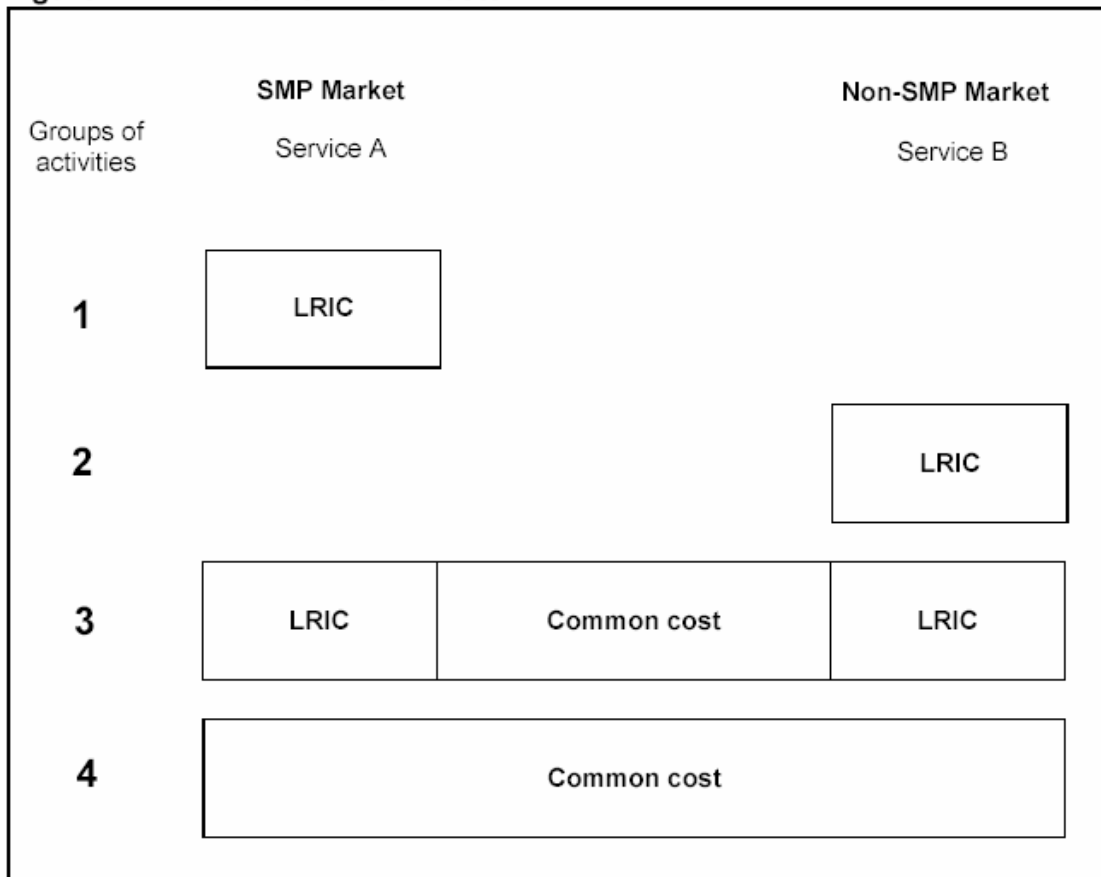 SMP Market
Non-SMP Market
Groups of
activities
Service A
Service B
1
LRIC
2
LRIC
3
LRIC
Common cost
LRIC
4
Common cost